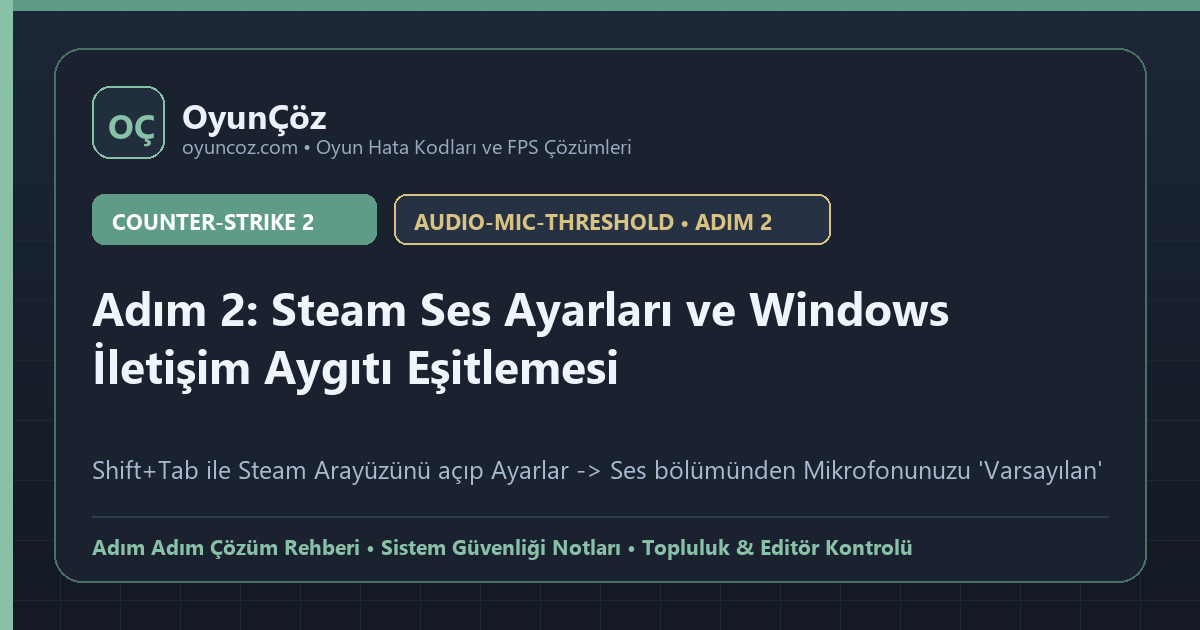 OÇ
OyunÇöz
oyuncoz.com • Oyun Hata Kodları ve FPS Çözümleri
COUNTER-STRIKE 2
AUDIO-MIC-THRESHOLD • ADIM 2
Adım 2: Steam Ses Ayarları ve Windows
İletişim Aygıtı Eşitlemesi
Shift+Tab ile Steam Arayüzünü açıp Ayarlar -> Ses bölümünden Mikrofonunuzu 'Varsayılan'
Adım Adım Çözüm Rehberi • Sistem Güvenliği Notları • Topluluk & Editör Kontrolü